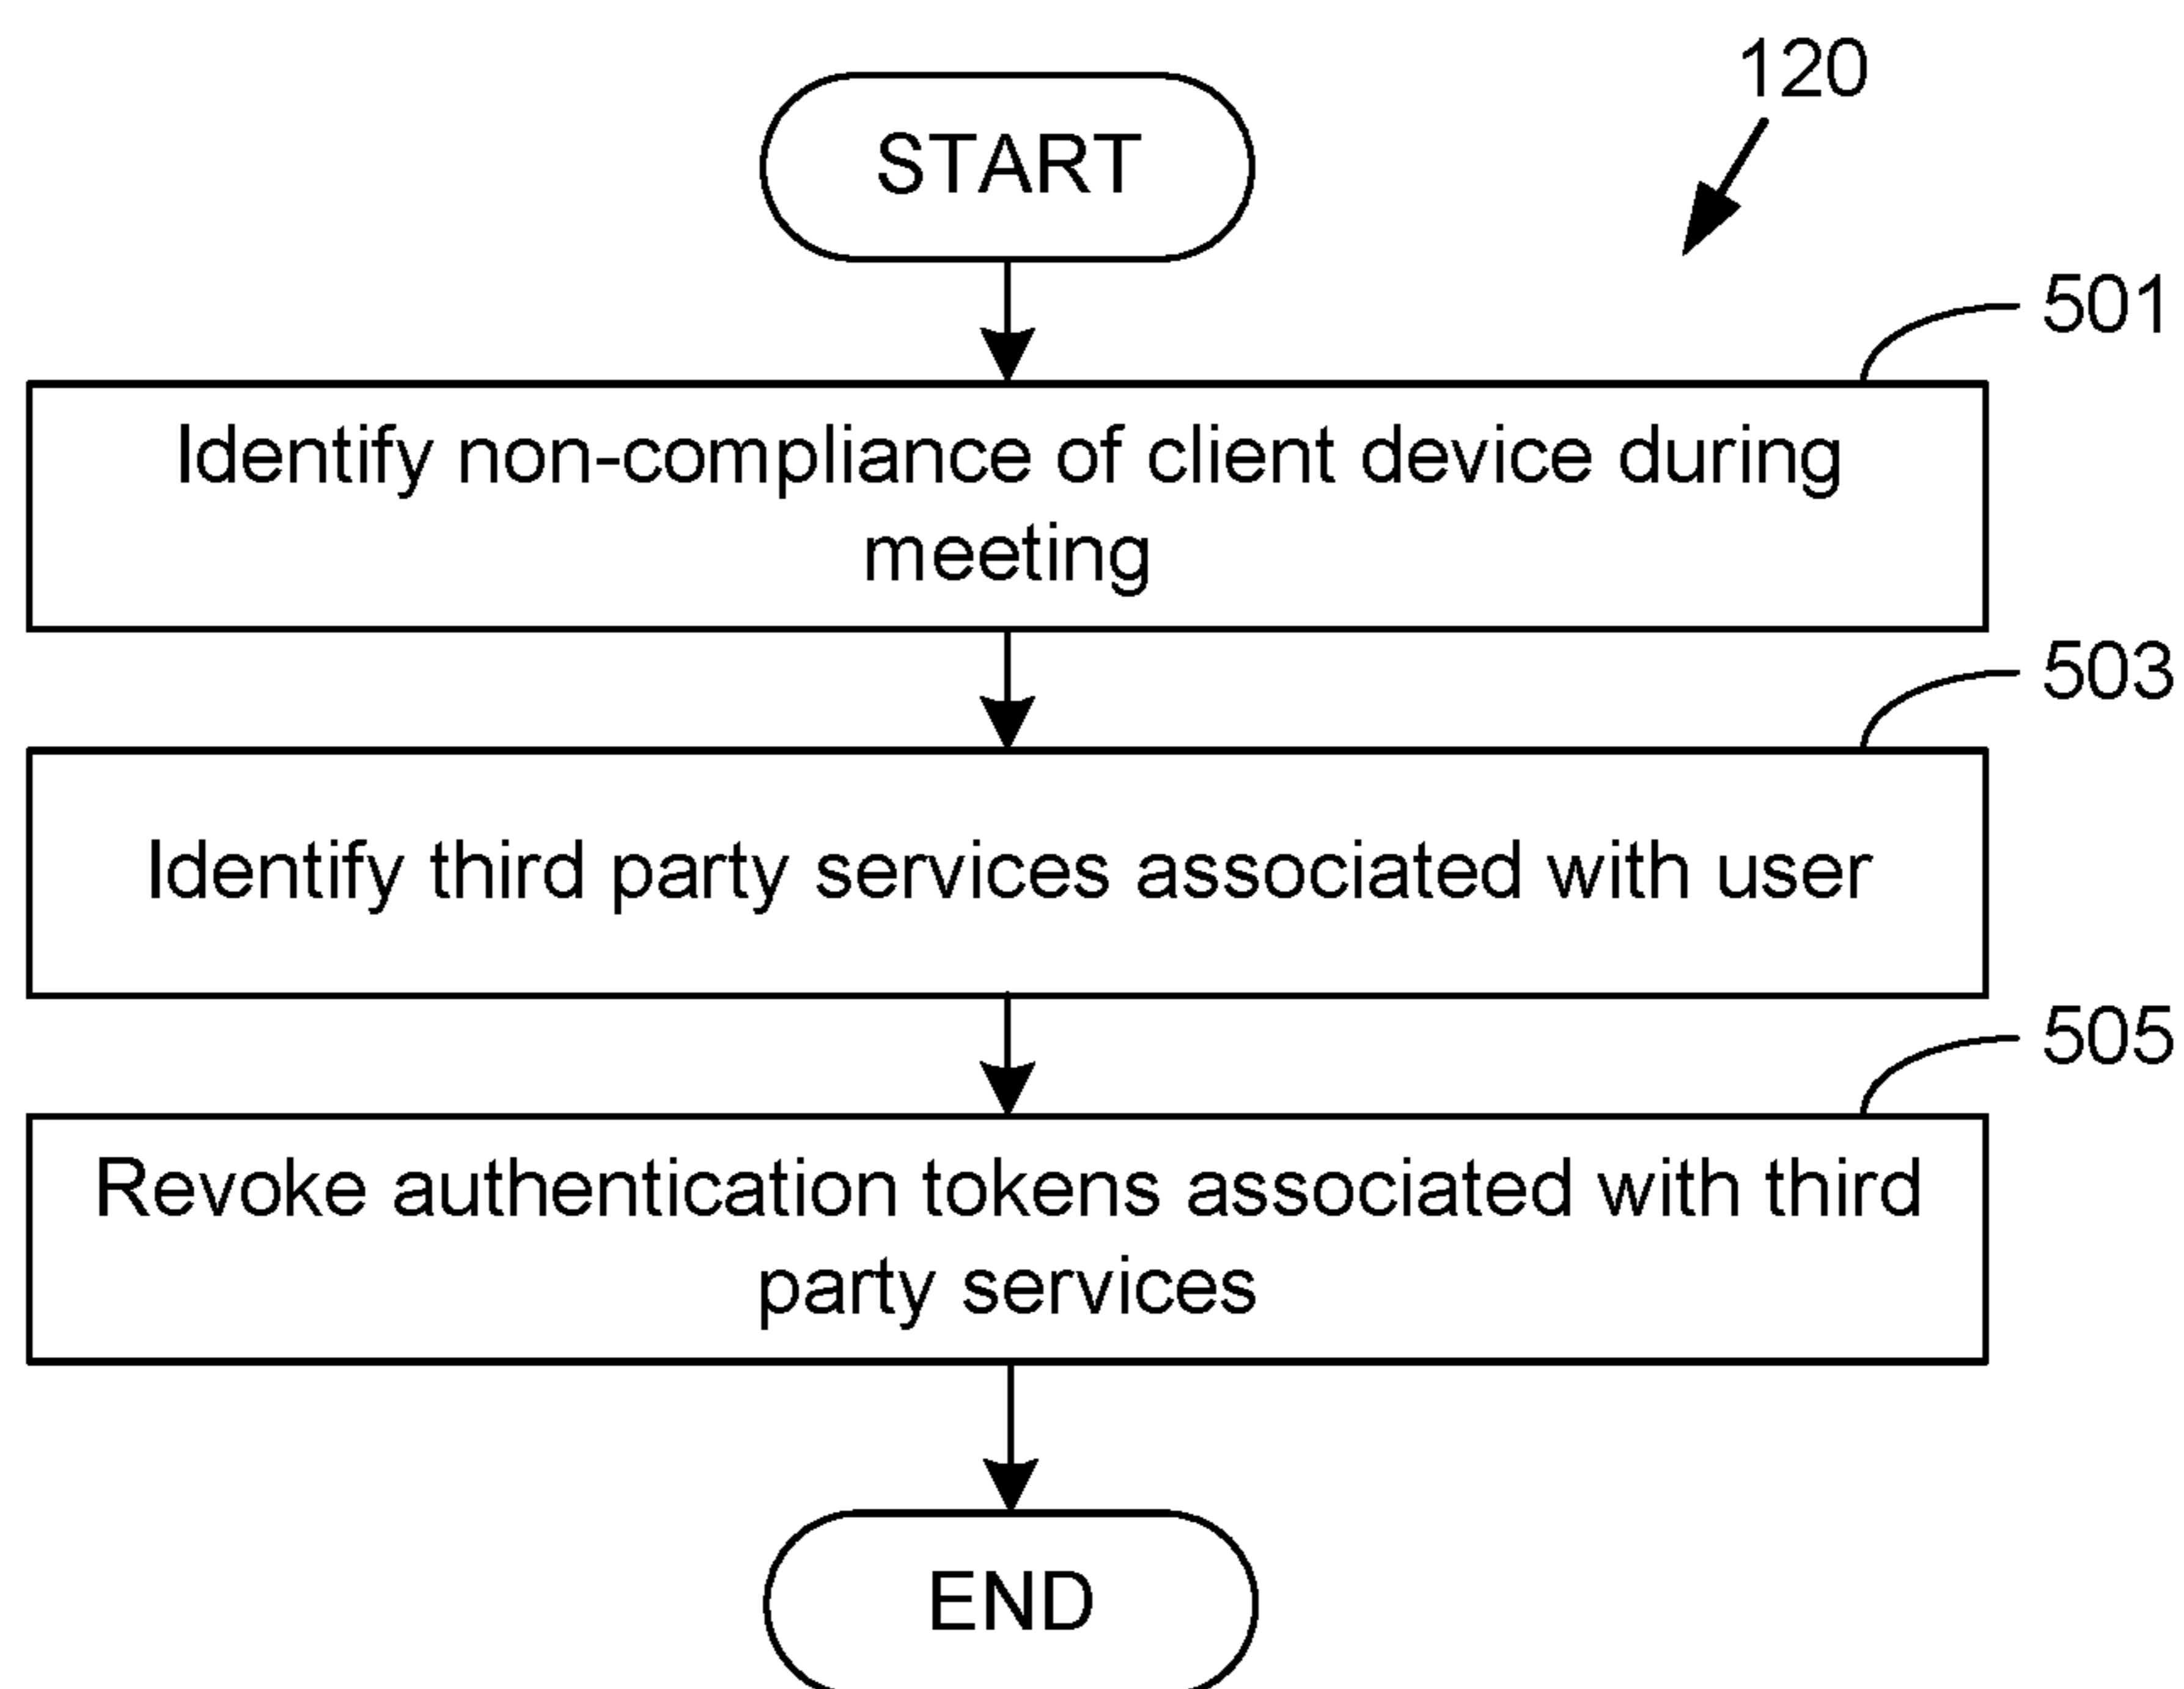 120
START
501
Identify non-compliance of client device during
meeting
503
Identify third party services associated with user
505
Revoke authentication tokens associated with third
party services
END